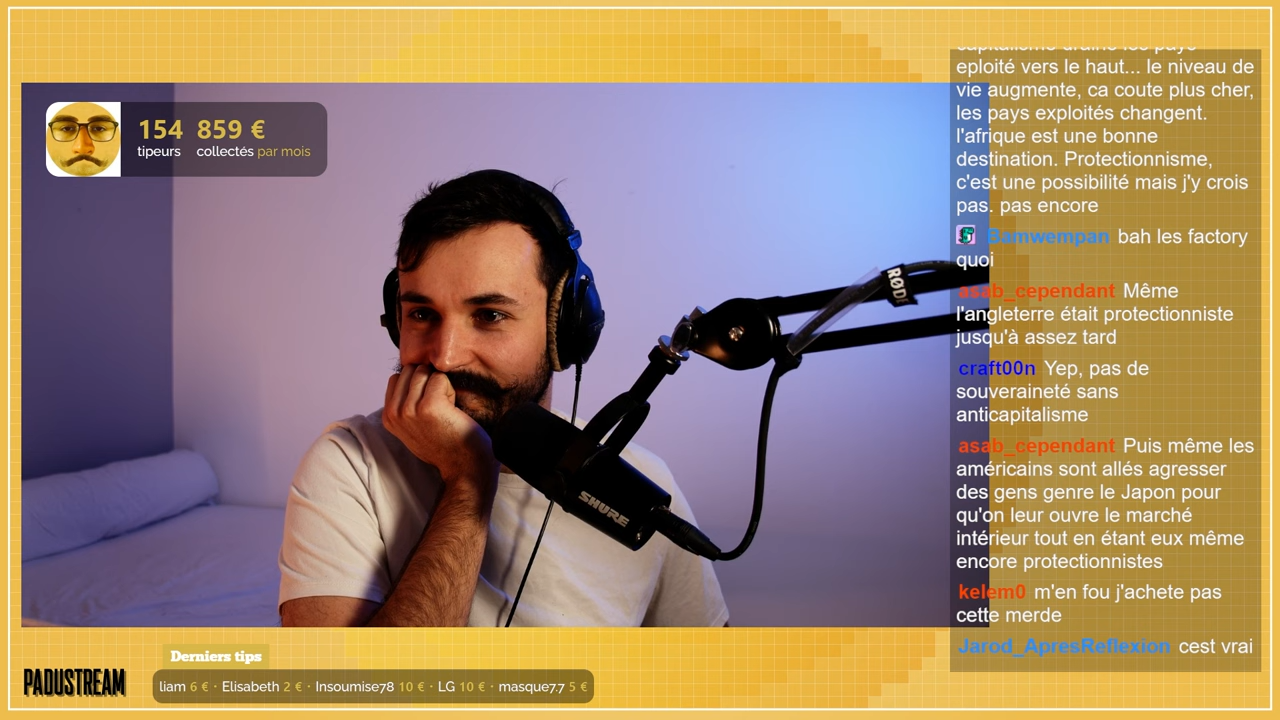 154 859 €
tipeurs collectés par mois
RØDE
SHURE
eploité vers le haut... le niveau de
vie augmente, ca coute plus cher,
les pays exploités changent.
l'afrique est une bonne
destination. Protectionnisme,
c'est une possibilité mais j'y crois
pas. pas encore
Bamwempan bah les factory
quoi
asab_cependant Même
l'angleterre était protectionniste
jusqu'à assez tard
craft00n Yep, pas de
souveraineté sans
anticapitalisme
asab_cependant Puis même les
américains sont allés agresser
des gens genre le Japon pour
qu'on leur ouvre le marché
intérieur tout en étant eux même
encore protectionnistes
kelem0 m'en fou j'achete pas
cette merde
Jarod_ApresReflexion cest vrai
Derniers tips
PADUSTREAM
liam 6 € · Elisabeth 2 € · Insoumise78 10 € · LG 10 € · masque7.7 5 €